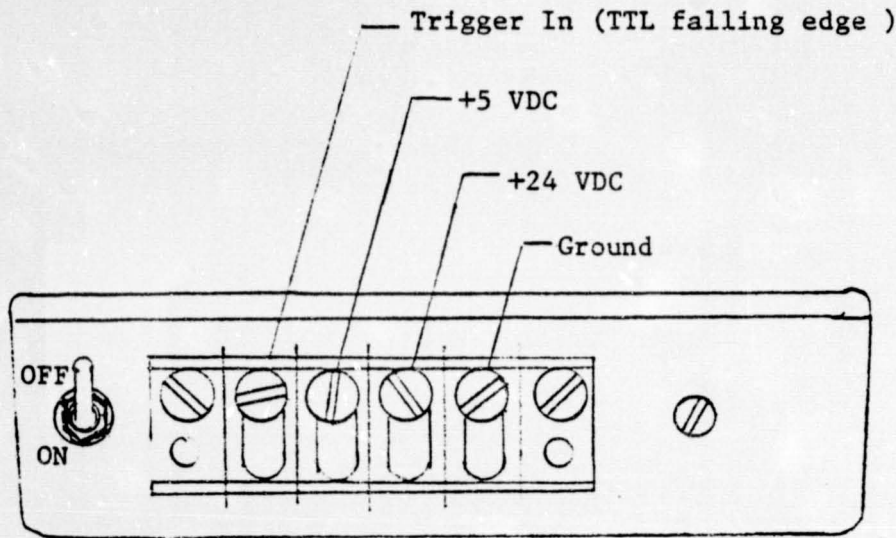 Trigger In (TTL falling edge )
+5 VDC
+24 VDC
Ground
OFF
ON